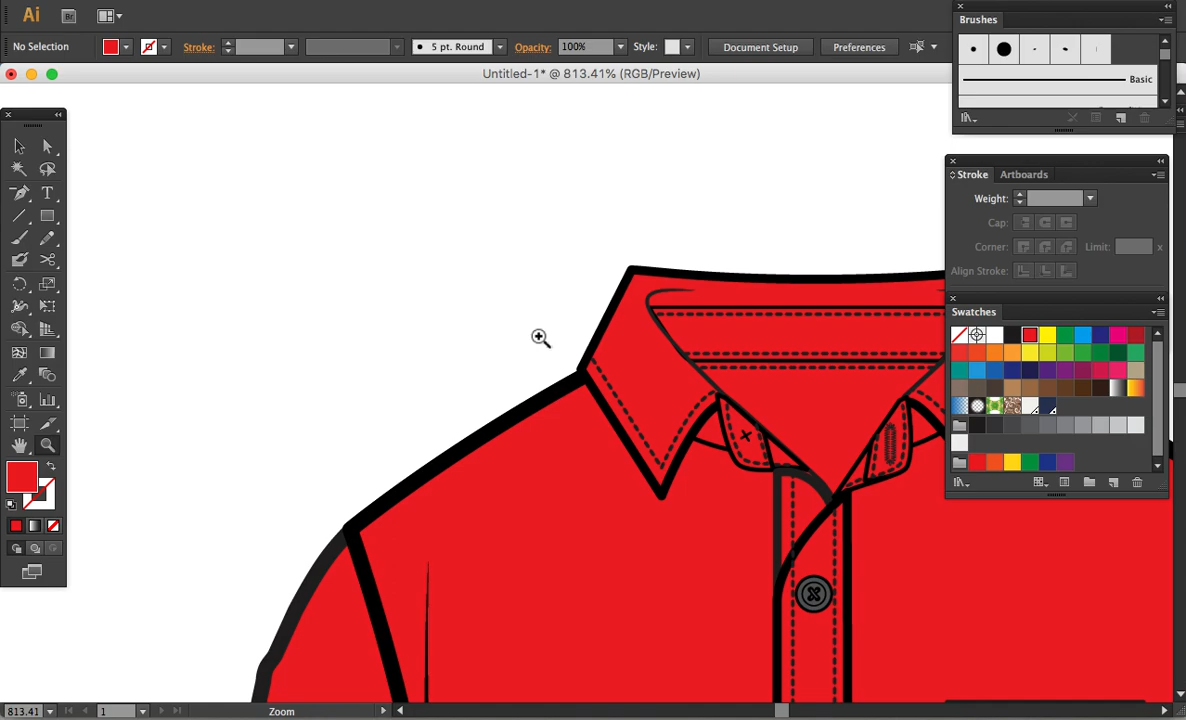 Ai
Br
Brushes
No Selection
Stroke:
5 pt. Round
Opacity:
100%
Style:
Document Setup
Preferences
Untitled-1* @ 813.41% (RGB/Preview)
Basic
Stroke
Artboards
Weight:
Cap:
Corner:
Limit:
x
Align Stroke:
Swatches
T
813.41
1
Zoom